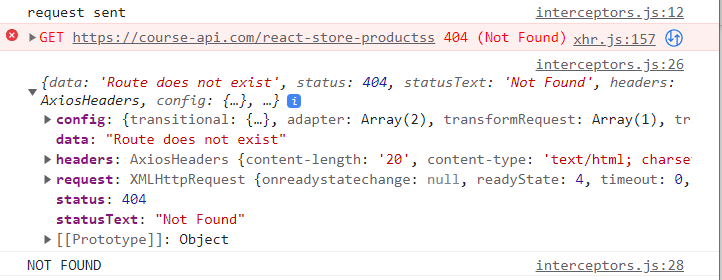 request sent interceptors.js:12
GET https://course-api.com/react-store-productss 404 (Not Found) xhr.js:157
interceptors.js:26
{data: 'Route does not exist', status: 404, statusText: 'Not Found', headers:
AxiosHeaders, config: {…}, …} i
config: {transitional: {…}, adapter: Array(2), transformRequest: Array(1), tr
data: "Route does not exist"
headers: AxiosHeaders {content-length: '20', content-type: 'text/html; charse
request: XMLHttpRequest {onreadystatechange: null, readyState: 4, timeout: 0,
status: 404
statusText: "Not Found"
[[Prototype]]: Object
NOT FOUND interceptors.js:28